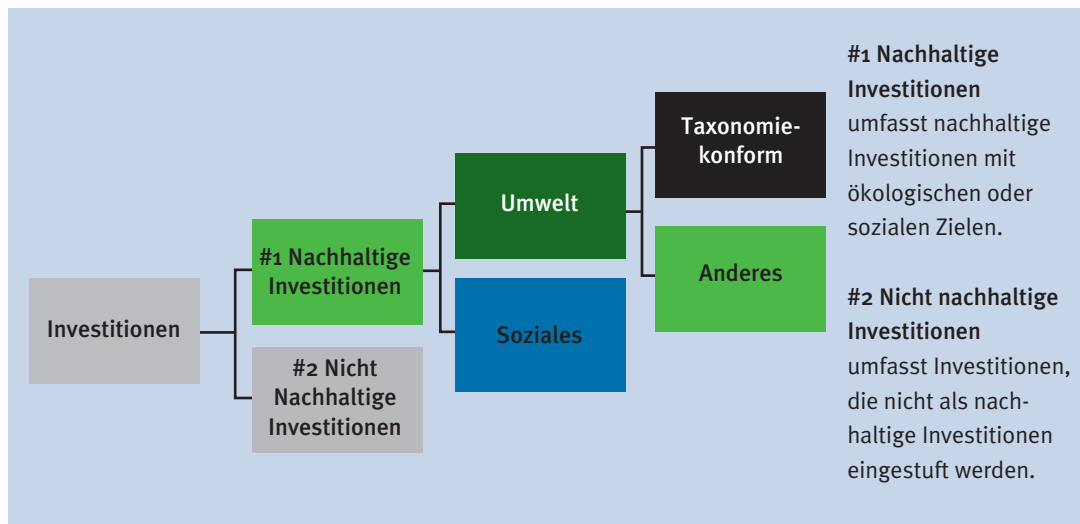 Investitionen
#1 Nachhaltige
Investitionen
#2 Nicht
Nachhaltige
Investitionen
Umwelt
Soziales
Taxonomie-
konform
Anderes
#1 Nachhaltige
Investitionen
umfasst nachhaltige
Investitionen mit
ökologischen oder
sozialen Zielen.
#2 Nicht nachhaltige
Investitionen
umfasst Investitionen,
die nicht als nach-
haltige Investitionen
eingestuft werden.